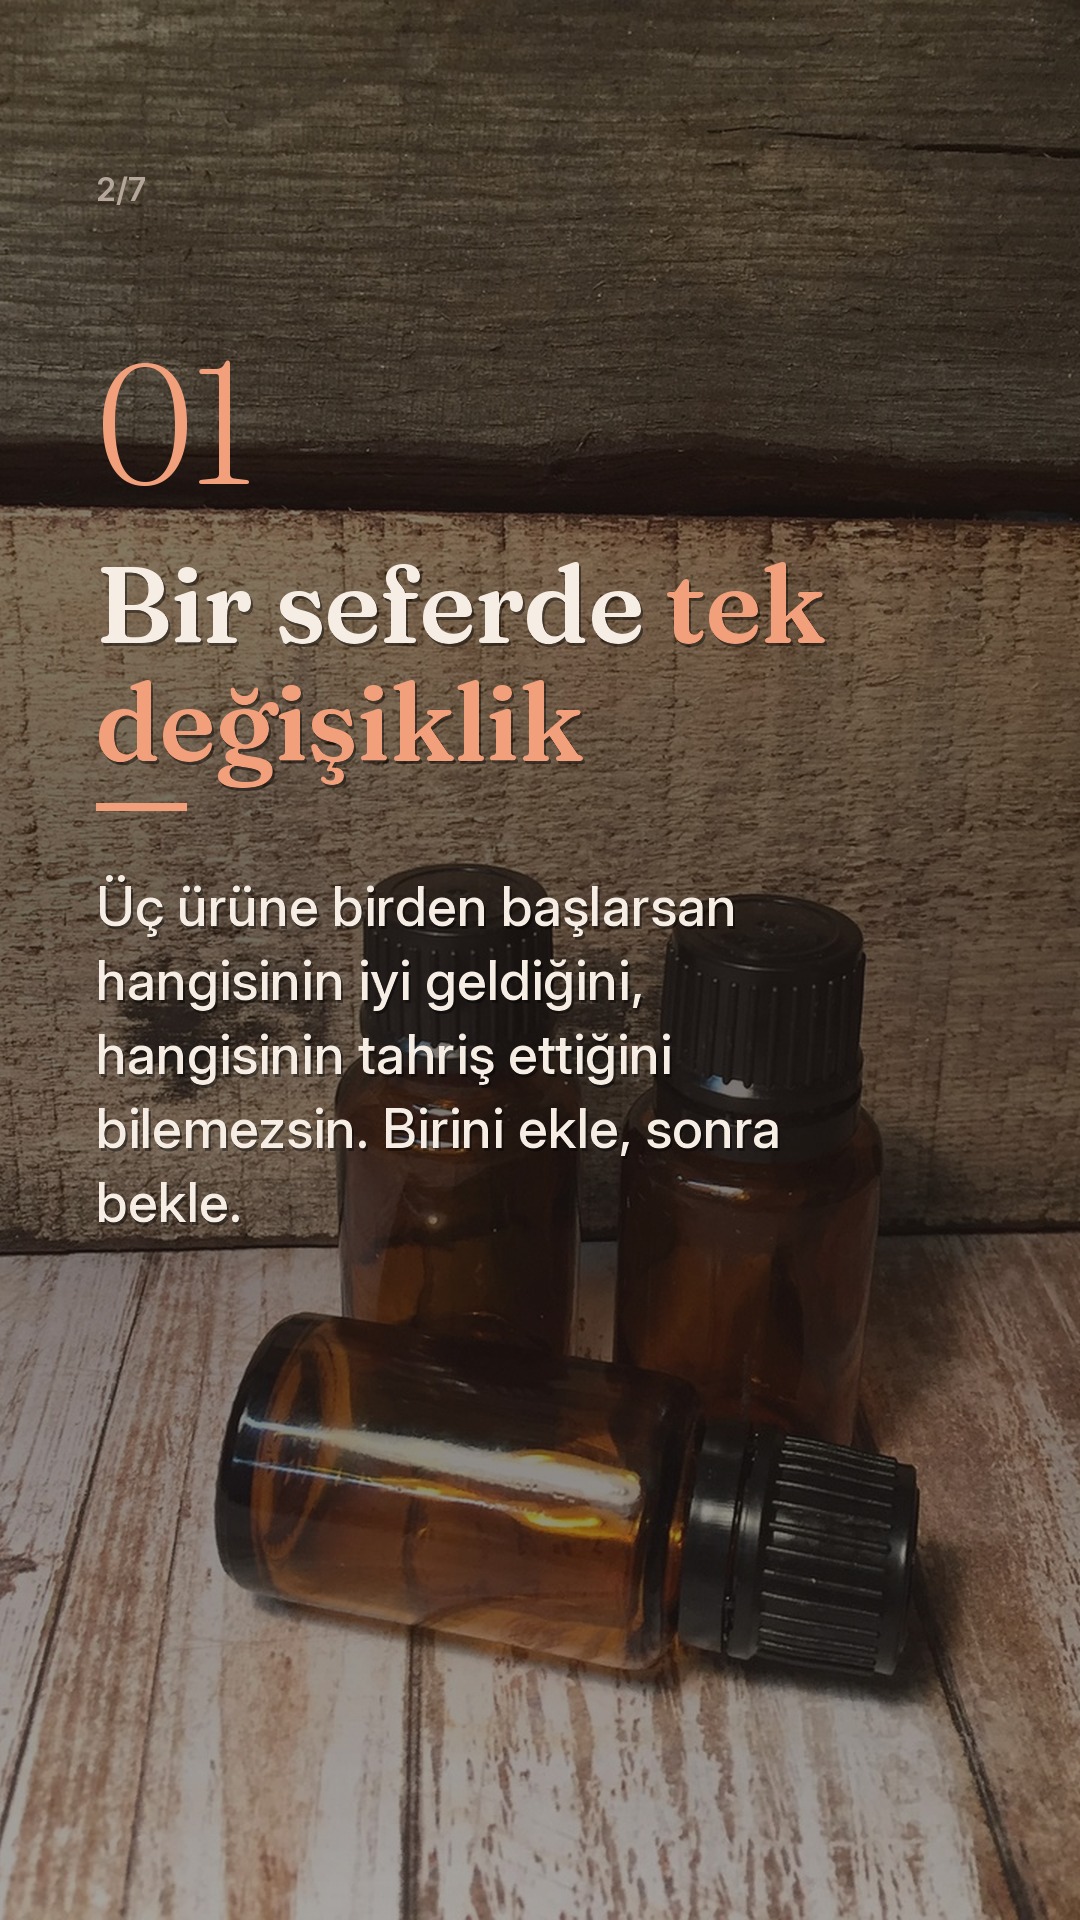 2/7
01
Bir seferde tek
değişiklik
Üç ürüne birden başlarsan
hangisinin iyi geldiğini,
hangisinin tahriş ettiğini
bilemezsin. Birini ekle, sonra
bekle.